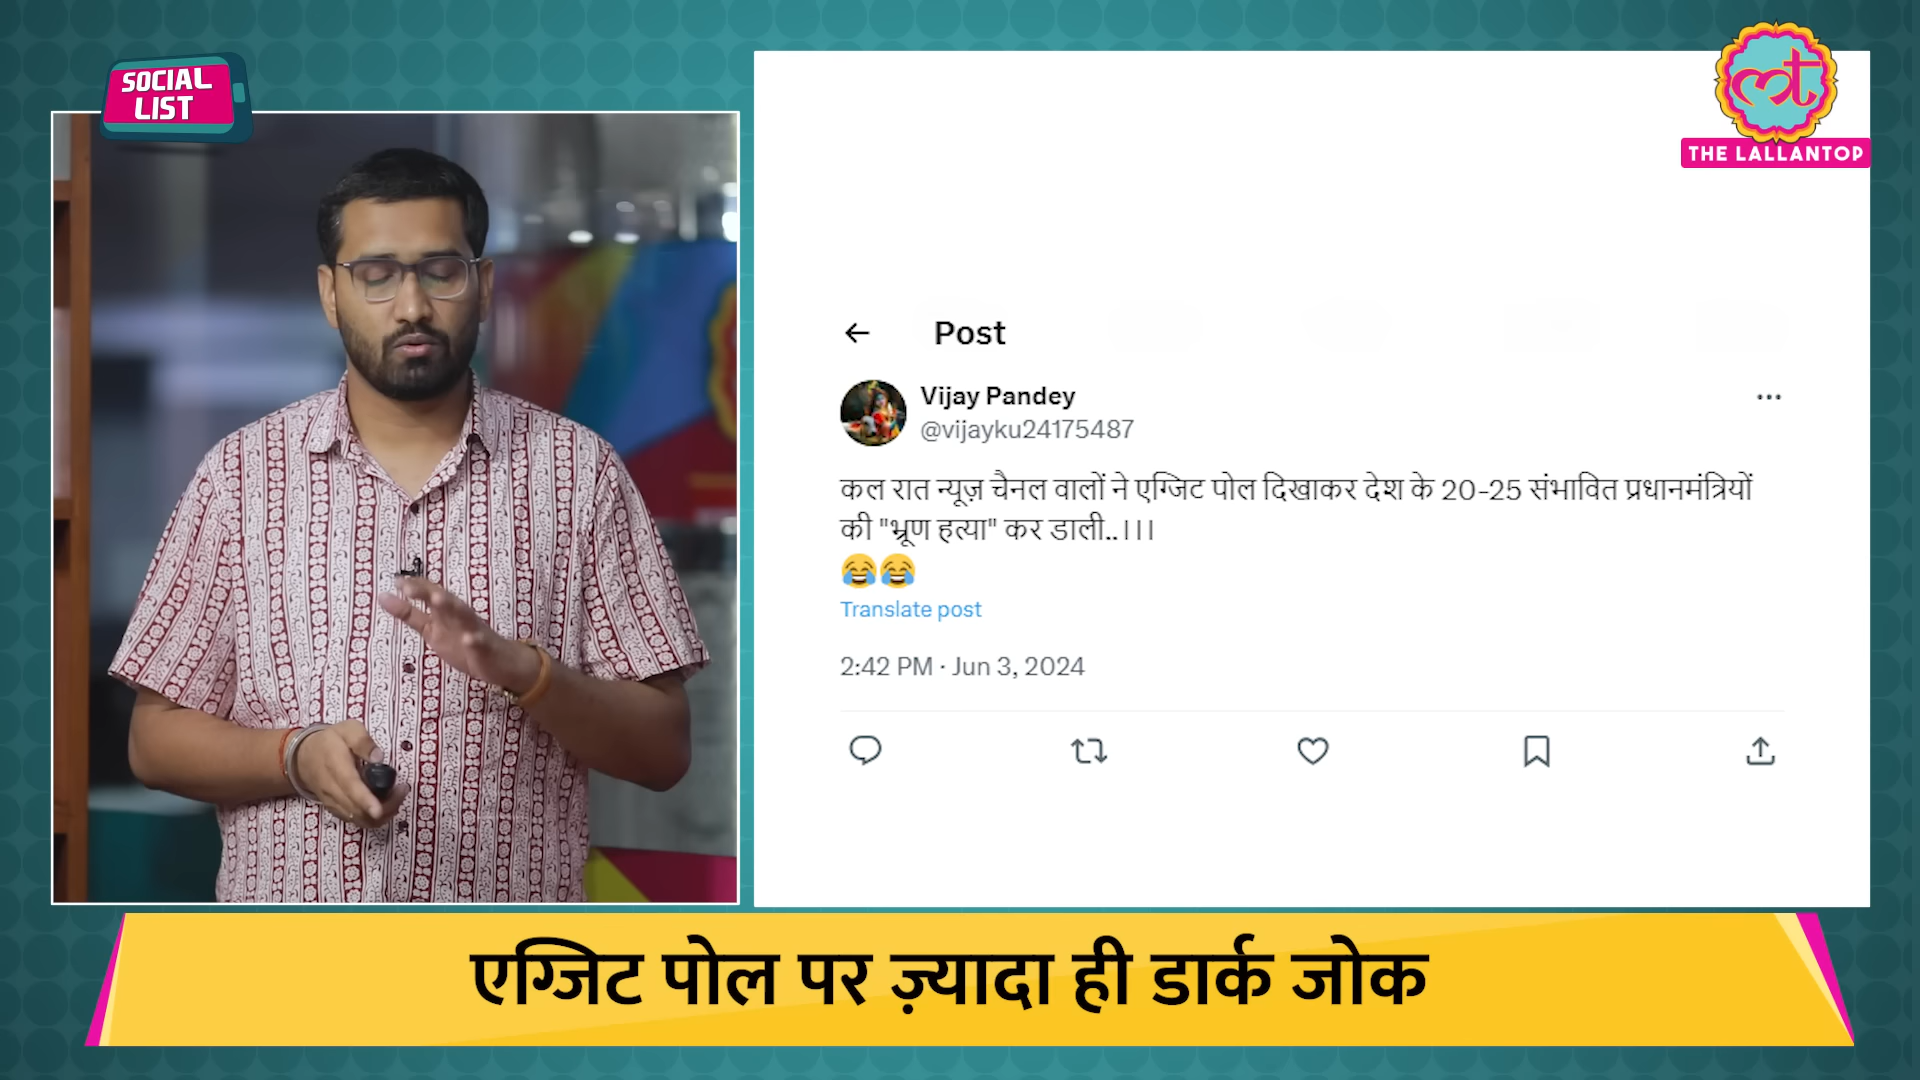 SOCIAL
LIST
THE LALLANTOP
Post
Vijay Pandey
@vijayku24175487
कल रात न्यूज़ चैनल वालों ने एग्जिट पोल दिखाकर देश के 20-25 संभावित प्रधानमंत्रियों
की "भ्रूण हत्या" कर डाली..।।।
😂😂
Translate post
2:42 PM · Jun 3, 2024
एग्जिट पोल पर ज़्यादा ही डार्क जोक